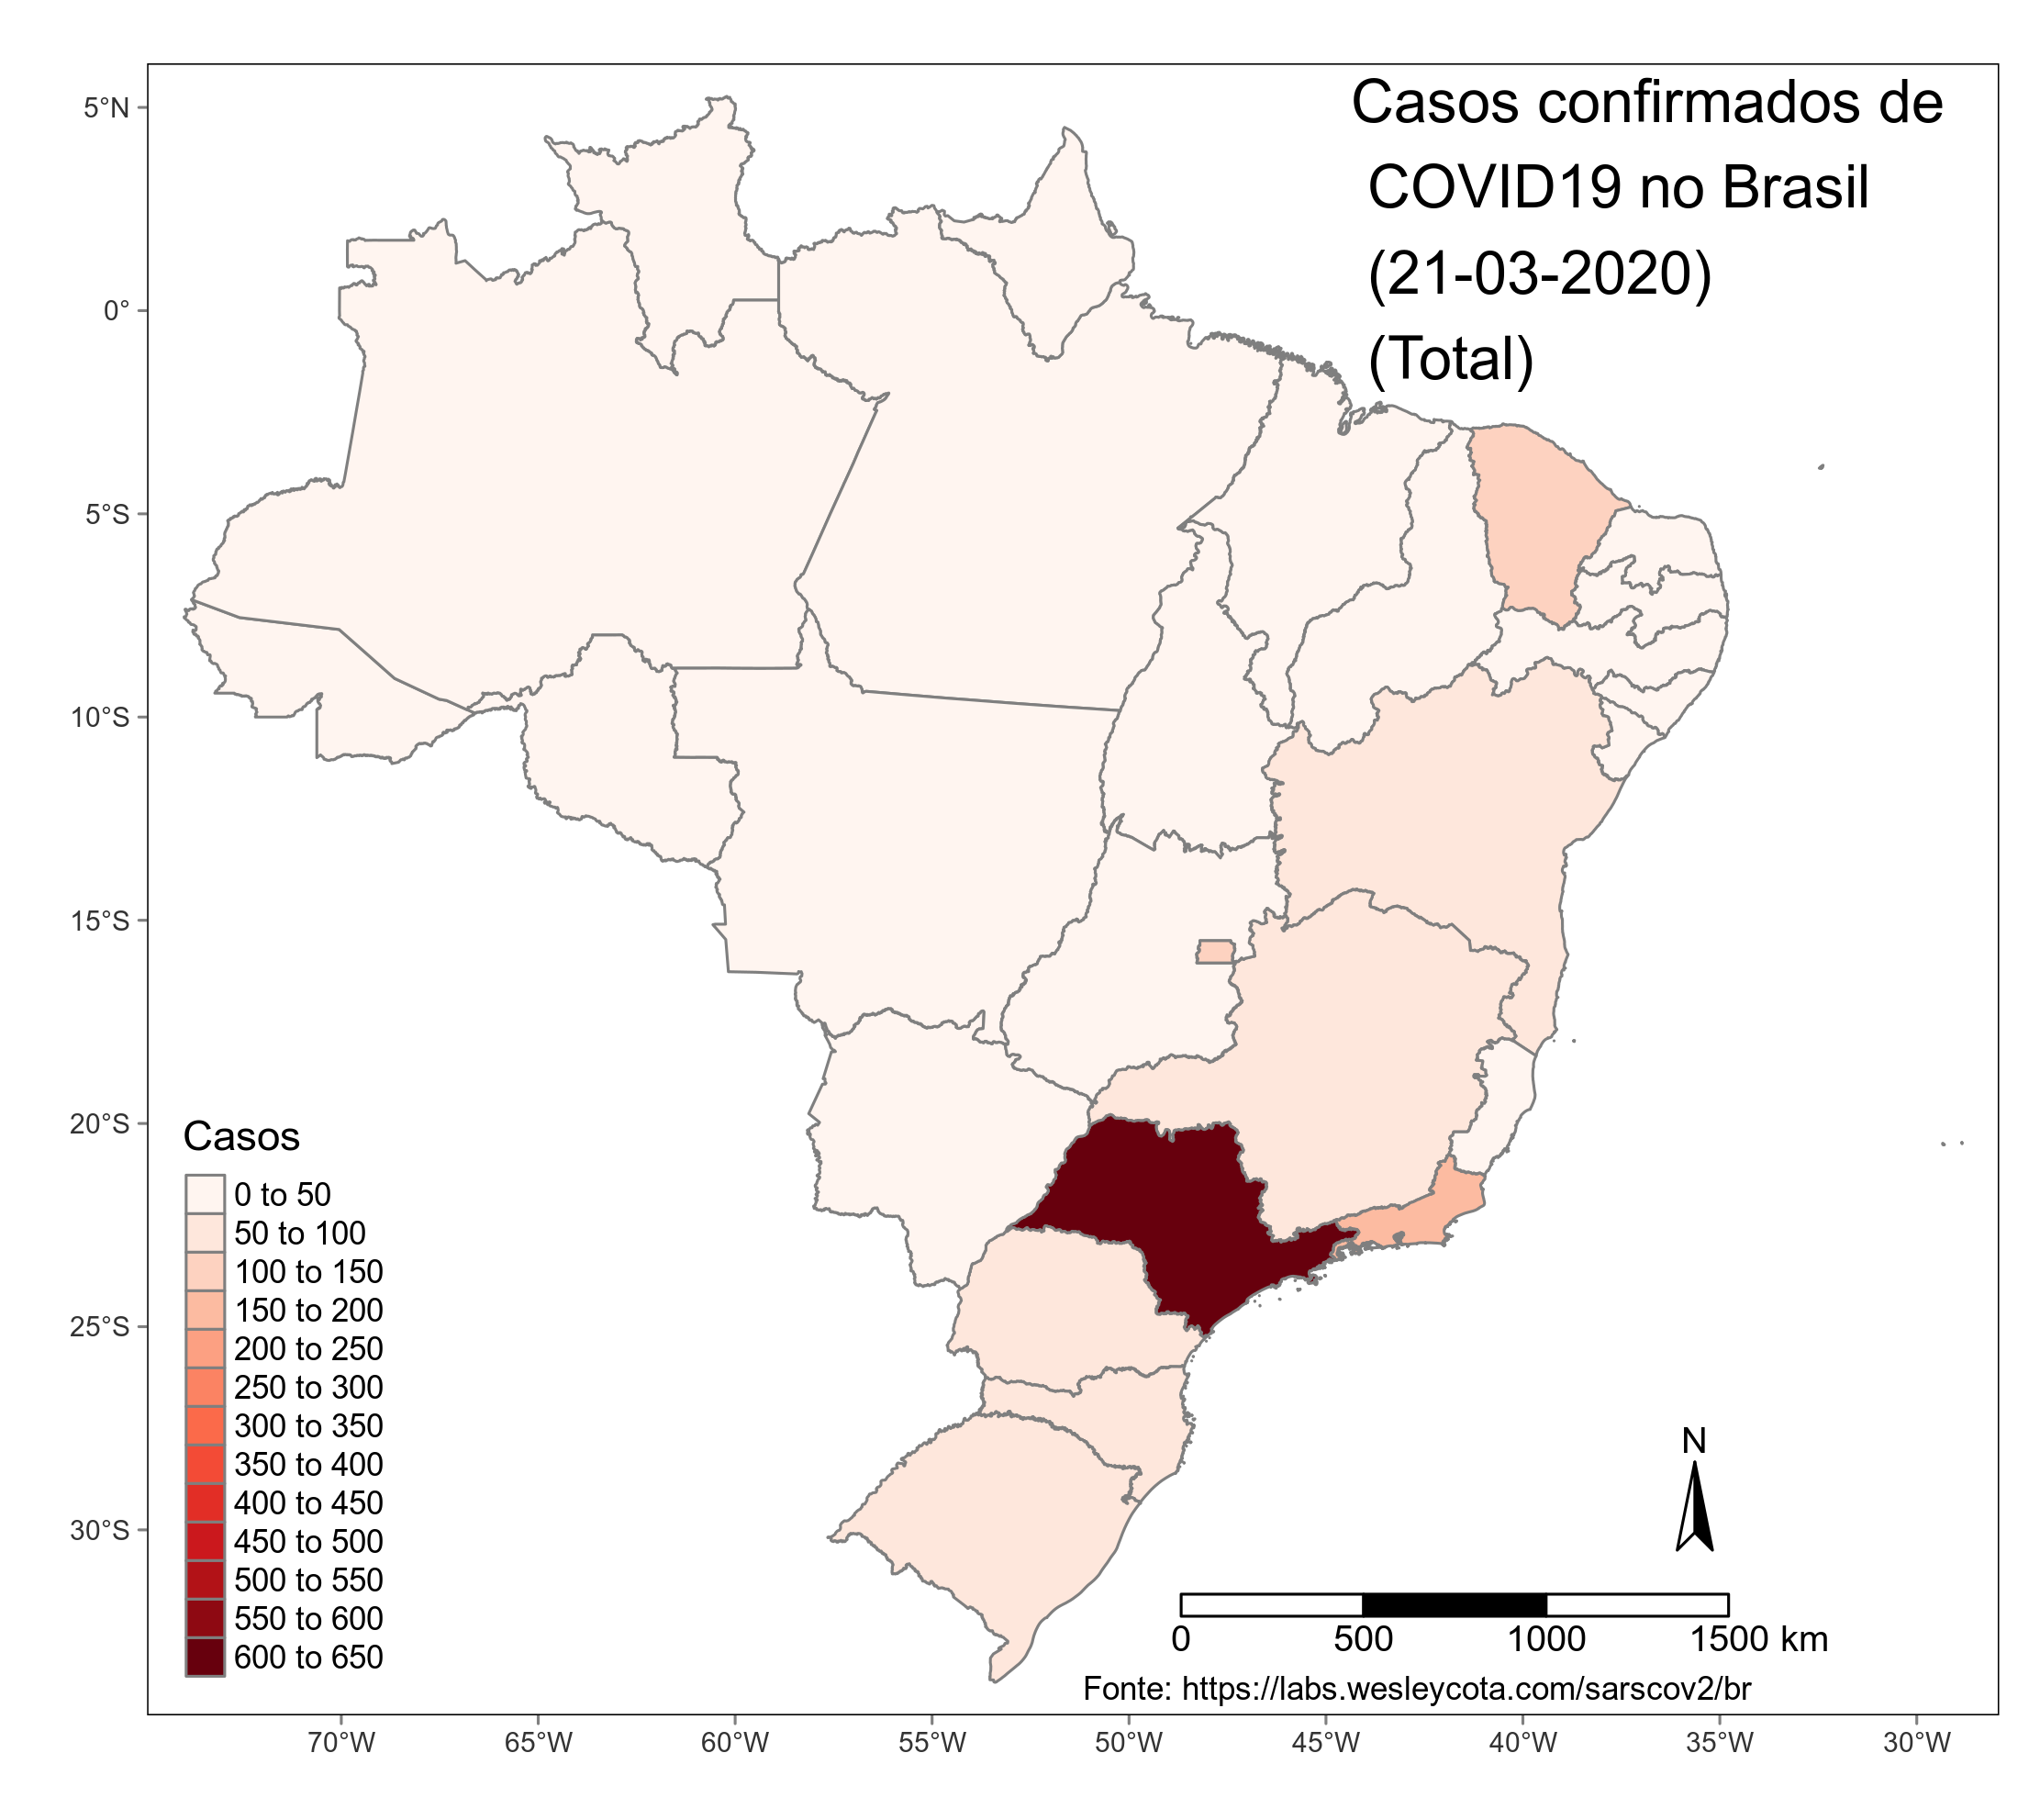 Casos confirmados de
COVID19 no Brasil
(21-03-2020)
(Total)
5°N
0°
5°S
10°S
15°S
20°S
25°S
30°S
Casos
0 to 50
50 to 100
100 to 150
150 to 200
200 to 250
250 to 300
300 to 350
350 to 400
400 to 450
450 to 500
500 to 550
550 to 600
600 to 650
N
0 500 1000 1500 km
Fonte: https://labs.wesleycota.com/sarscov2/br
70°W 65°W 60°W 55°W 50°W 45°W 40°W 35°W 30°W